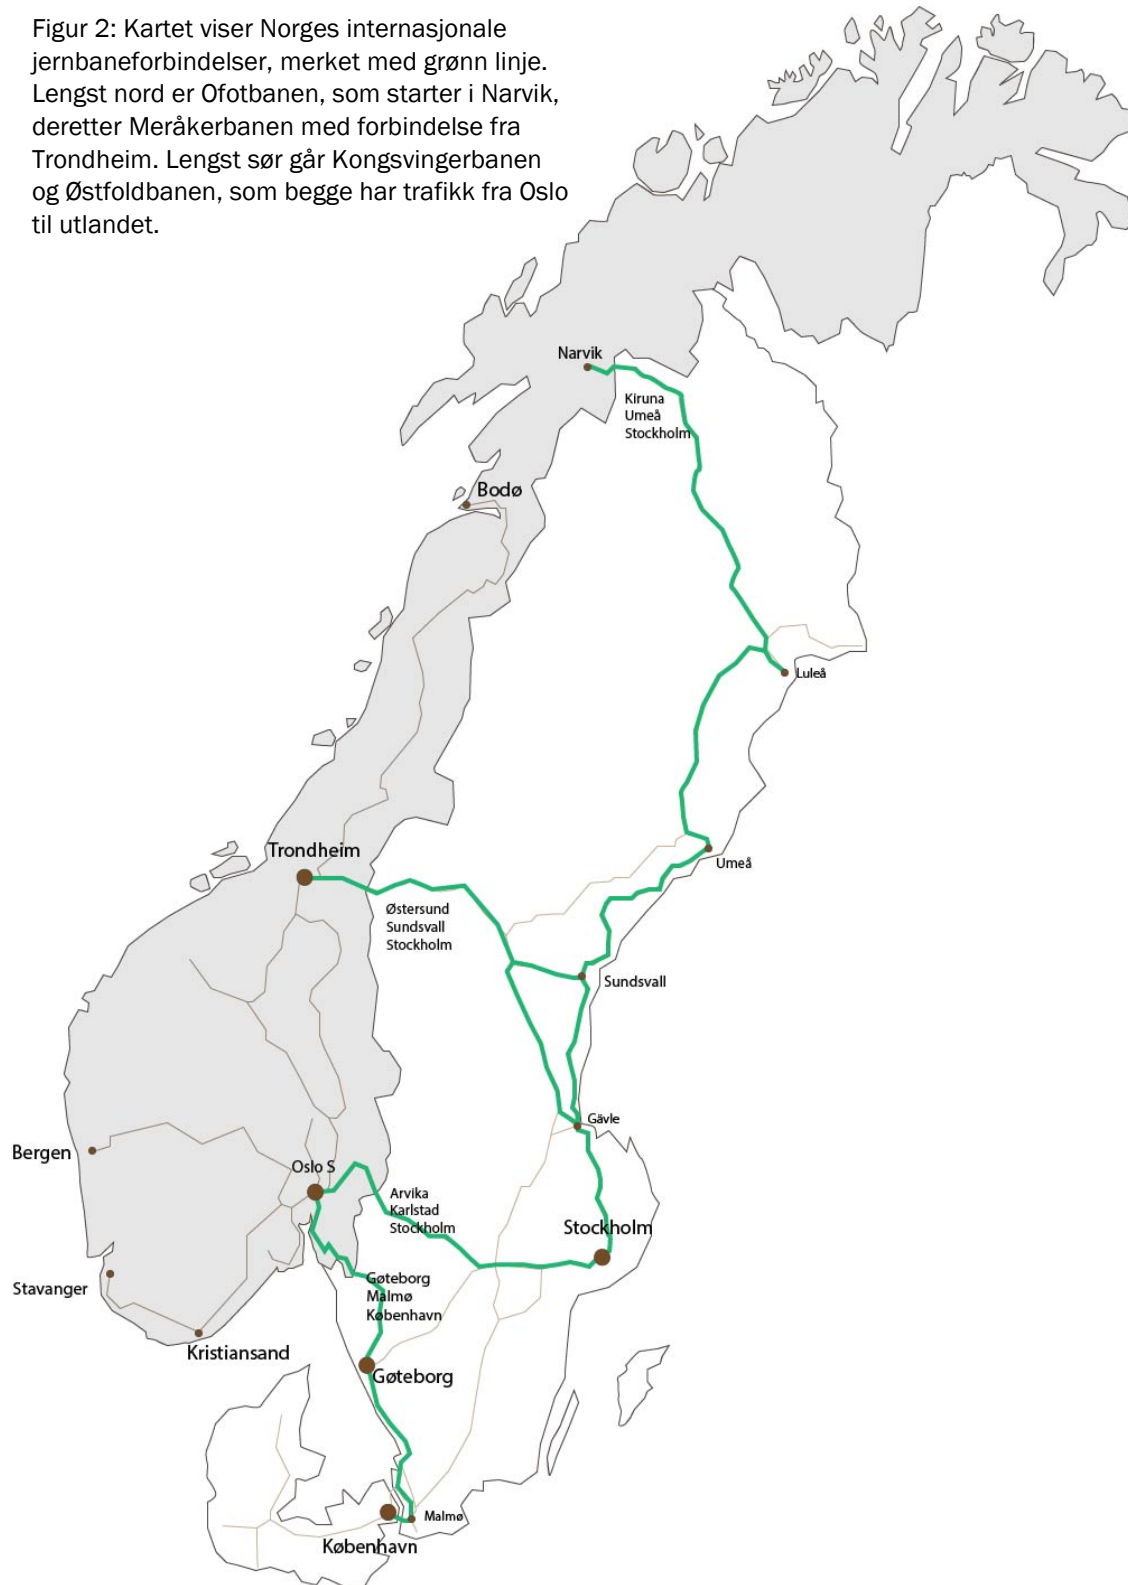 Figur 2: Kartet viser Norges internasjonale
jernbaneforbindelser, merket med grønn linje.
Lengst nord er Ofotbanen, som starter i Narvik,
deretter Meråkerbanen med forbindelse fra
Trondheim. Lengst sør går Kongsvingerbanen
og Østfoldbanen, som begge har trafikk fra Oslo
til utlandet.
Narvik
Kiruna
Umeå
Stockholm
Bodø
Luleå
Trondheim
Umeå
Østersund
Sundsvall
Stockholm
Sundsvall
Gävle
Bergen
Oslo S
Arvika
Karlstad
Stockholm
Stockholm
Stavanger
Gøteborg
Malmø
København
Kristiansand
Gøteborg
Malmø
København